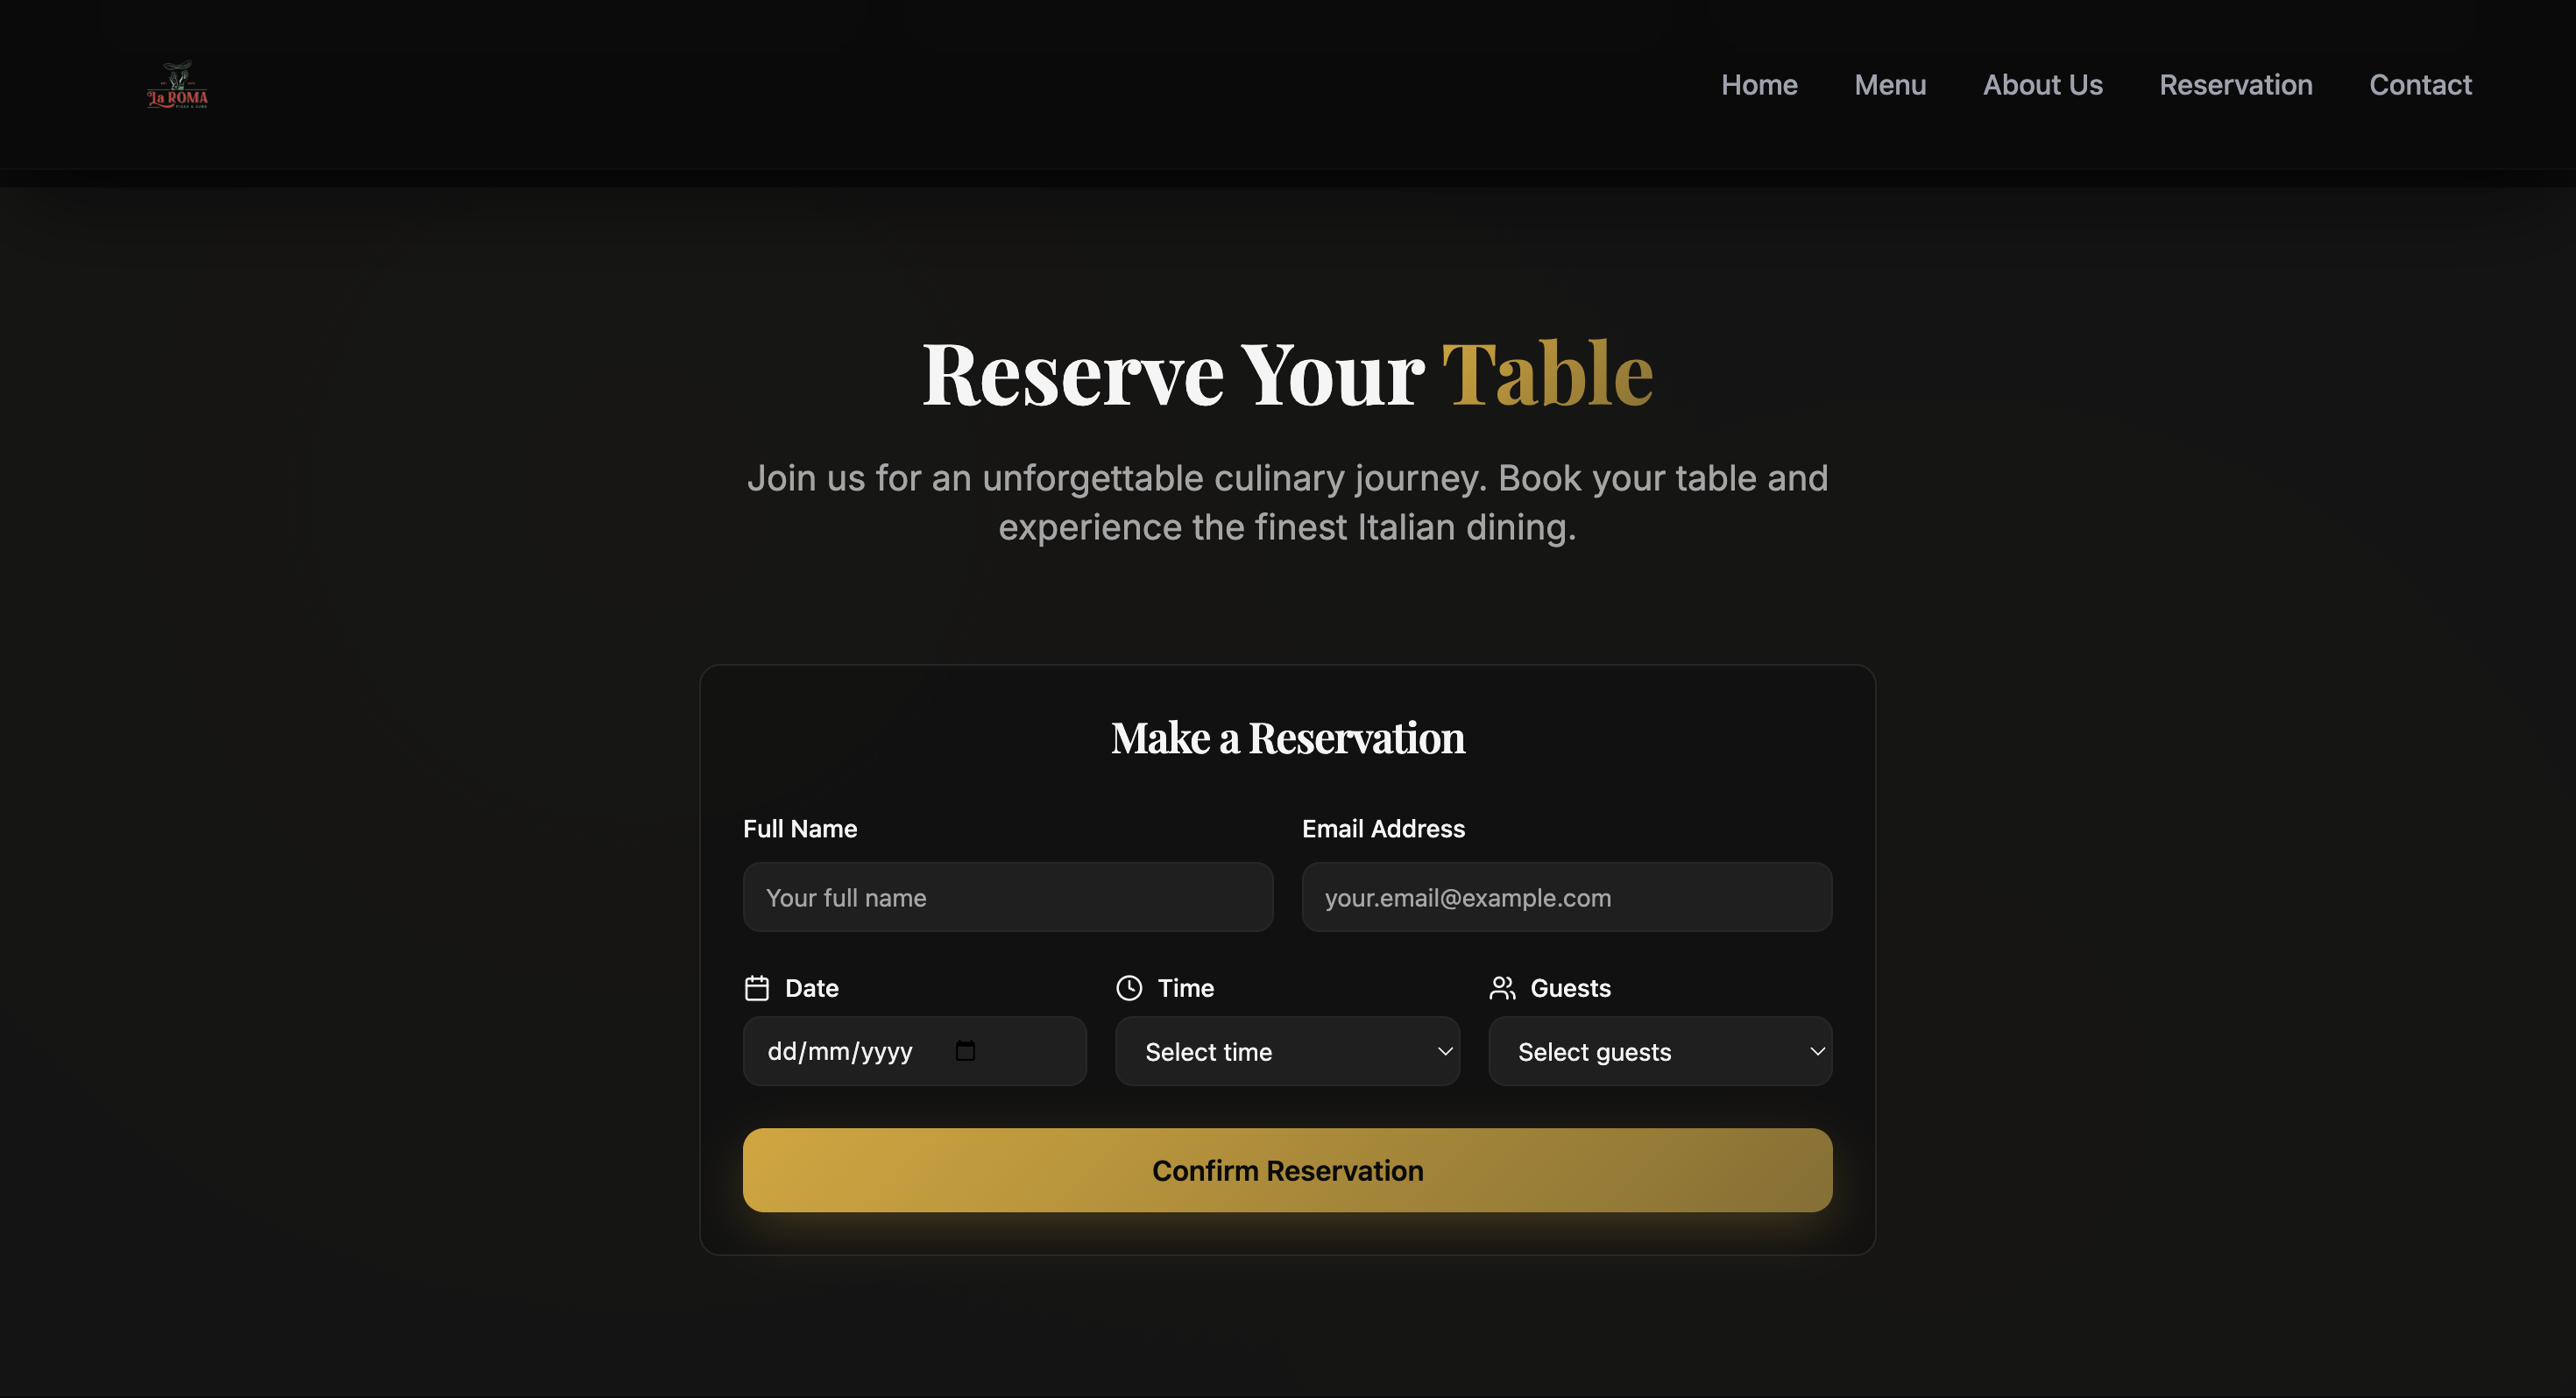 La ROMA
Home
Menu
About Us
Reservation
Contact
Reserve Your Table
Join us for an unforgettable culinary journey. Book your table and
experience the finest Italian dining.
Make a Reservation
Full Name
Email Address
Your full name
your.email@example.com
Date
Time
Guests
dd/mm/yyyy
Select time
Select guests
Confirm Reservation